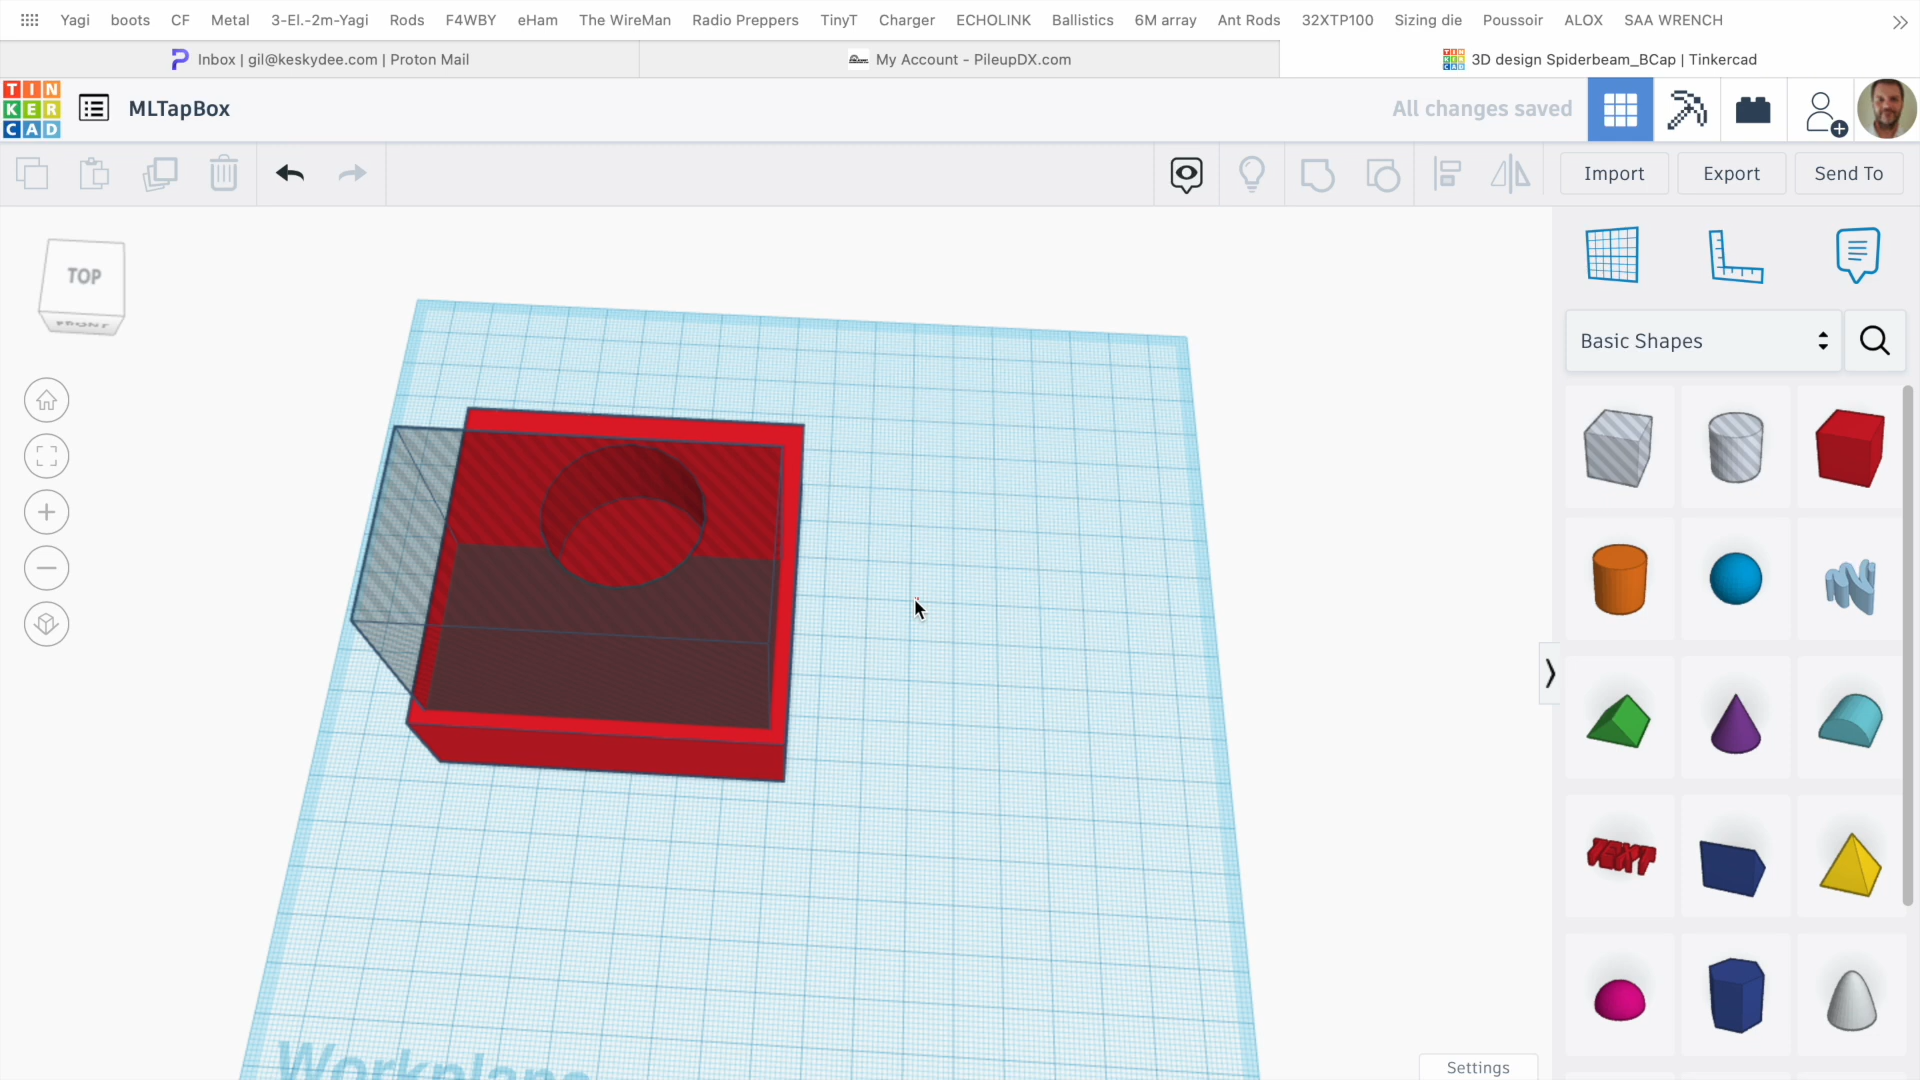 Yagi boots CF Metal 3-El.-2m-Yagi Rods F4WBY eHam The WireMan Radio Preppers TinyT Charger ECHOLINK Ballistics 6M array Ant Rods 32XTP100 Sizing die Poussoir ALOX SAA WRENCH
Inbox | gil@keskydee.com | Proton Mail My Account - PileupDX.com 3D design Spiderbeam_BCap | Tinkercad
TIN
KER
CAD
MLTapBox
All changes saved
Import Export Send To
TOP
FRONT
Basic Shapes
TEXT
Workplane
Settings